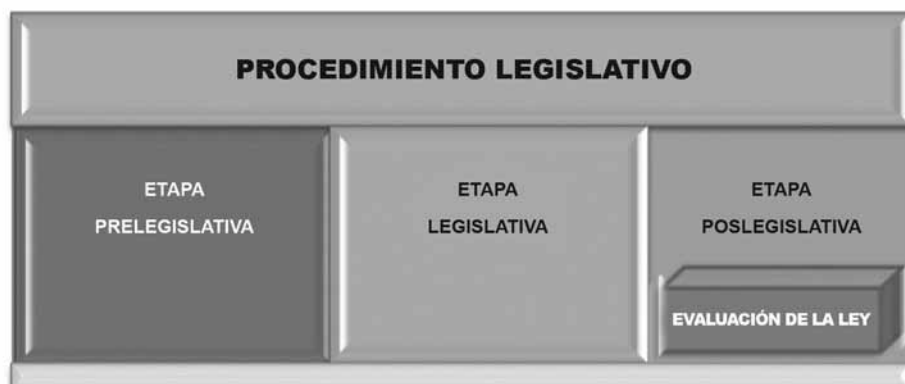 PROCEDIMIENTO LEGISLATIVO
ETAPA
PRELEGISLATIVA
ETAPA
LEGISLATIVA
ETAPA
POSLEGISLATIVA
EVALUACIÓN DE LA LEY